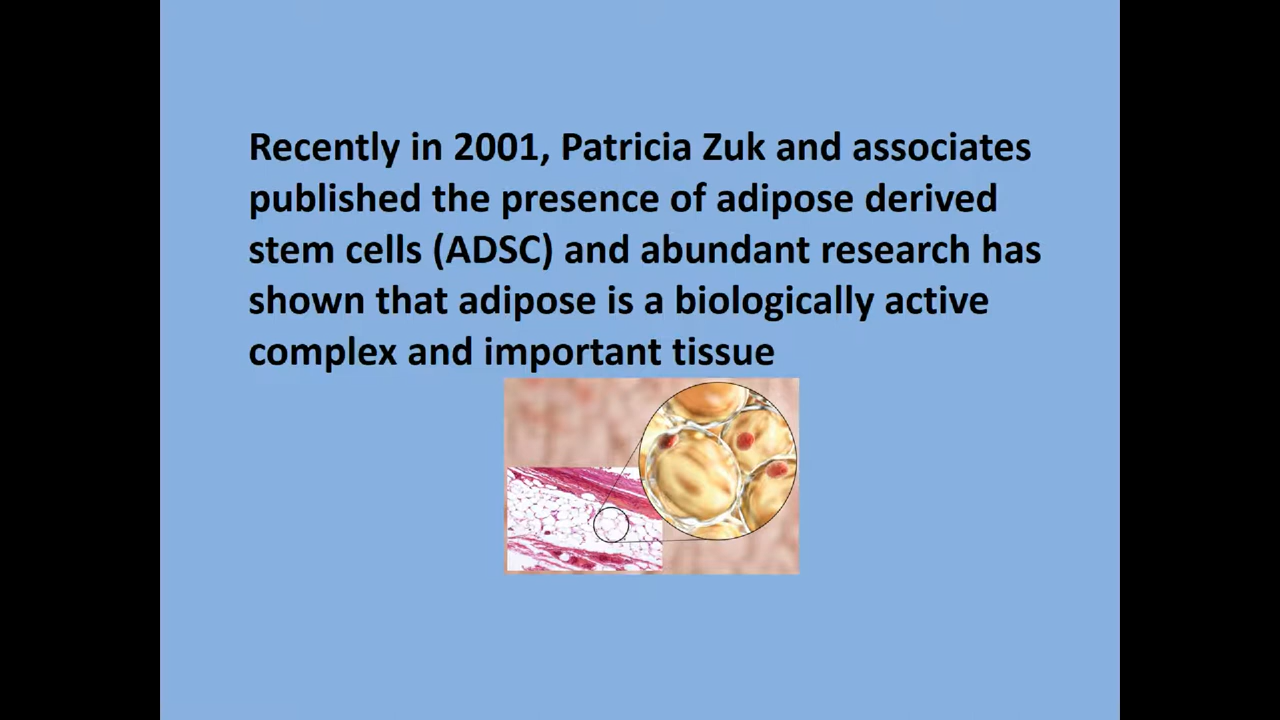 Recently in 2001, Patricia Zuk and associates
published the presence of adipose derived
stem cells (ADSC) and abundant research has
shown that adipose is a biologically active
complex and important tissue